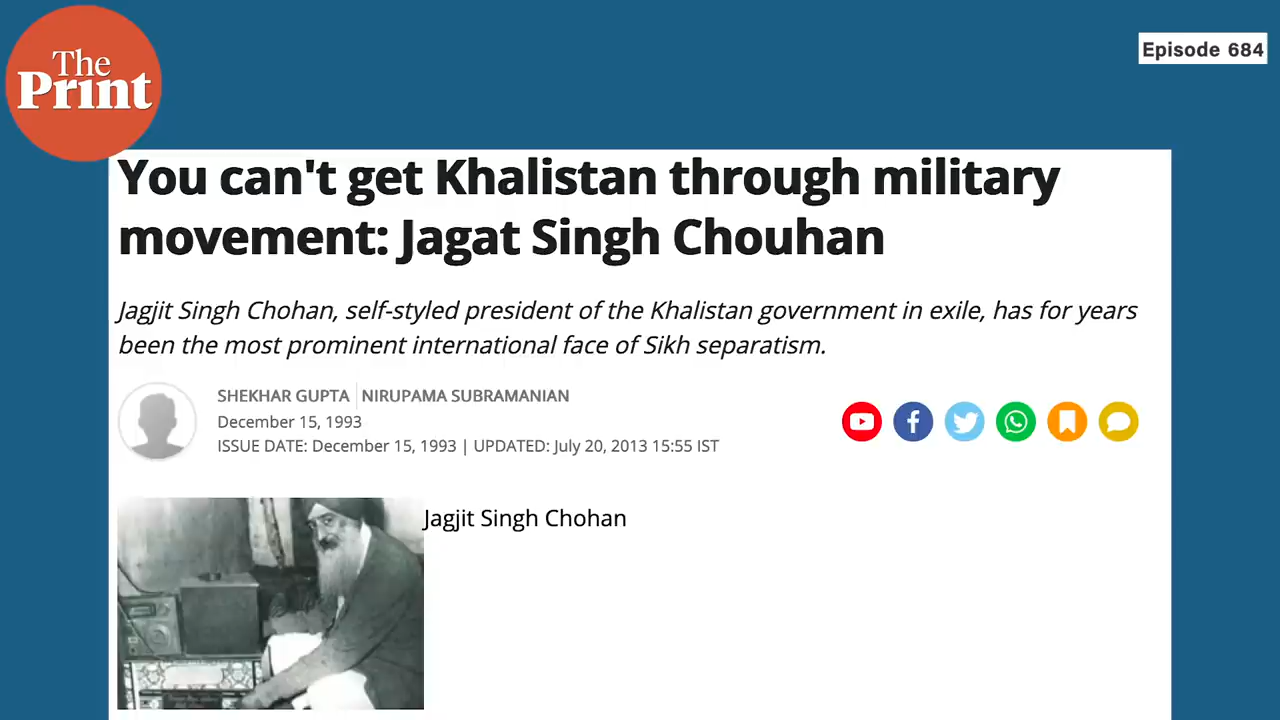 The
Print
Episode 684
You can't get Khalistan through military
movement: Jagat Singh Chouhan
Jagjit Singh Chohan, self-styled president of the Khalistan government in exile, has for years
been the most prominent international face of Sikh separatism.
SHEKHAR GUPTA | NIRUPAMA SUBRAMANIAN
December 15, 1993
ISSUE DATE: December 15, 1993 | UPDATED: July 20, 2013 15:55 IST
Jagjit Singh Chohan